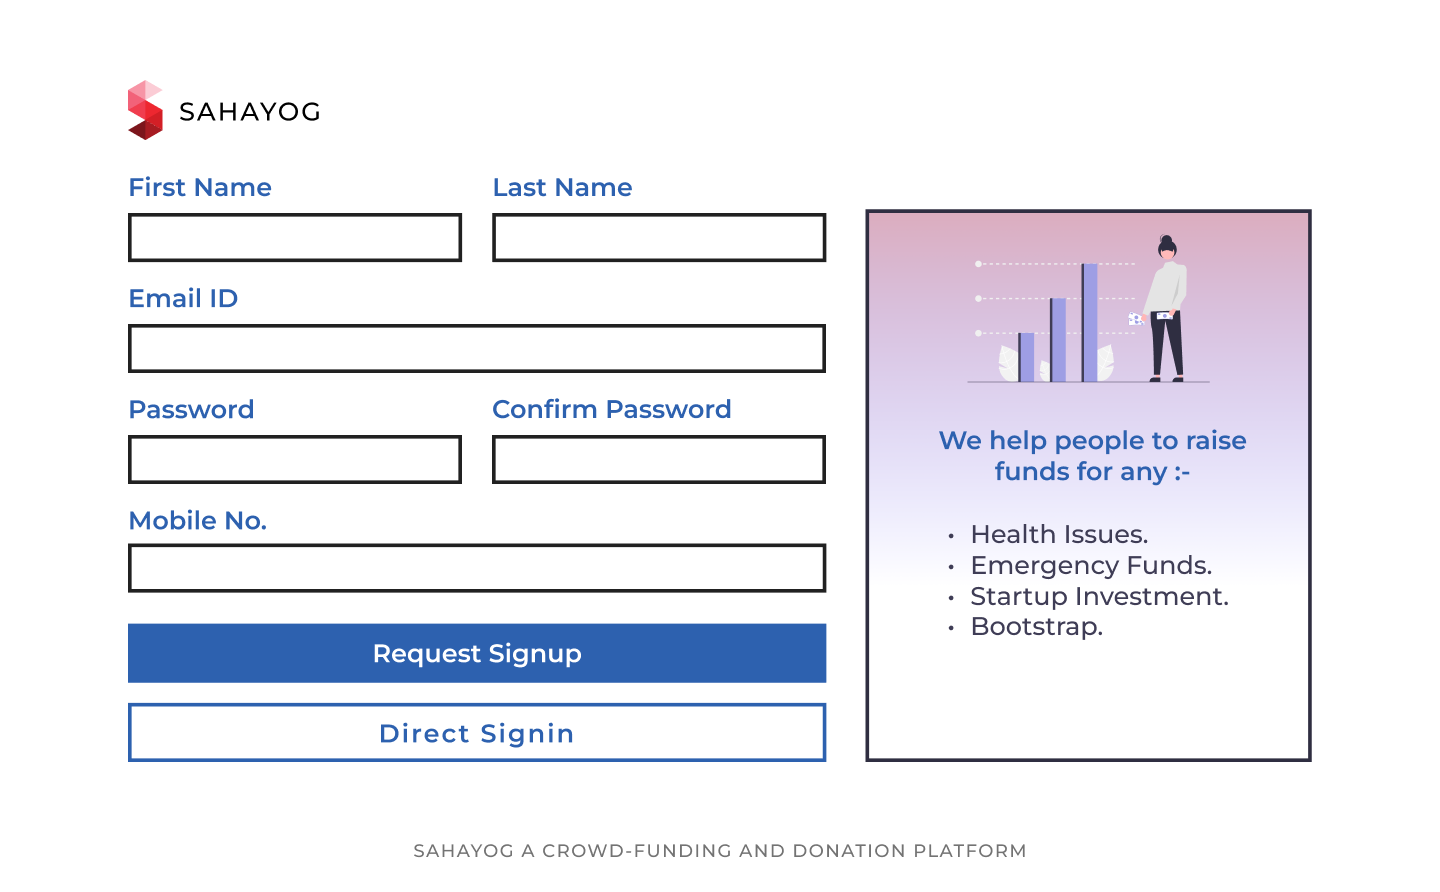 SAHAYOG
First Name
Last Name
Email ID
Password
Confirm Password
Mobile No.
Request Signup
Direct Signin
We help people to raise
funds for any :-
• Health Issues.
• Emergency Funds.
• Startup Investment.
• Bootstrap.
SAHAYOG A CROWD-FUNDING AND DONATION PLATFORM